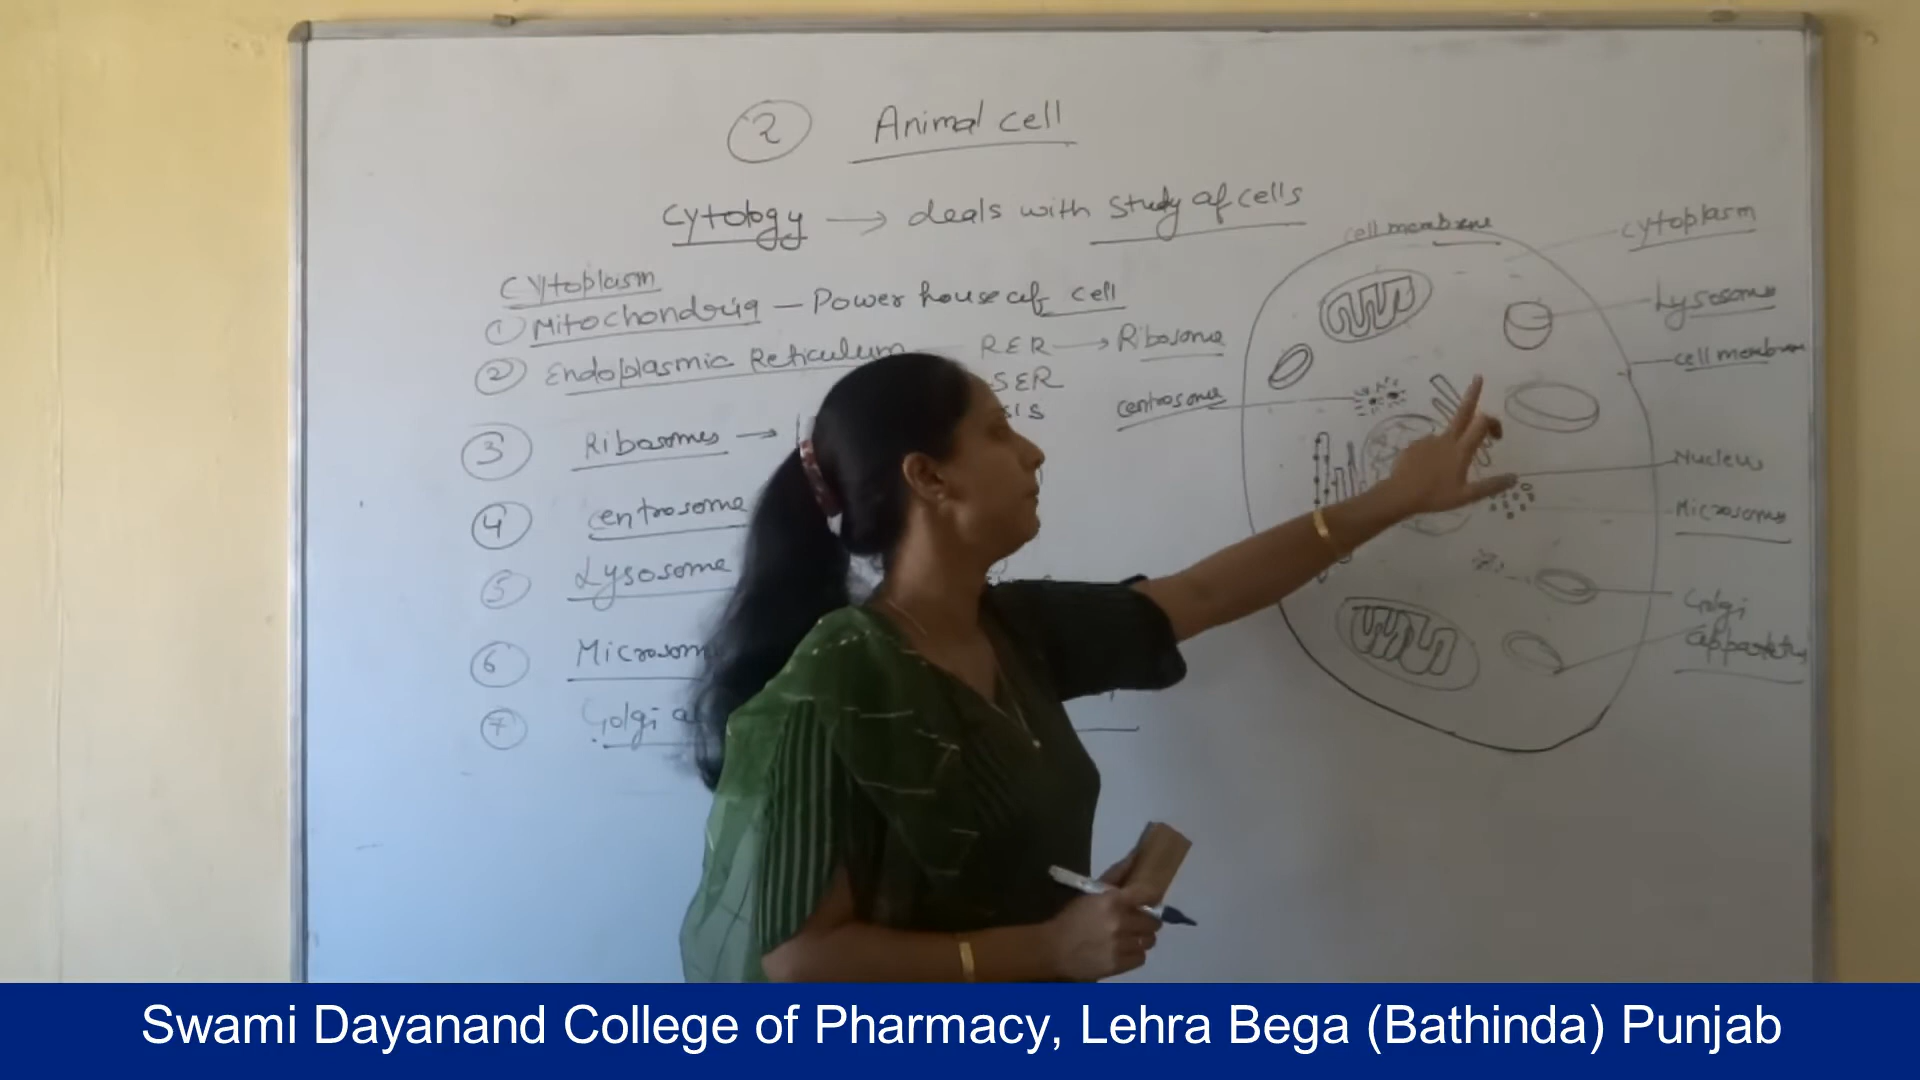 2 Animal cell
Cytology → deals with study of cells
Cytoplasm
1 Mitochondria — Power house of cell
2 Endoplasmic Reticulum — RER → Ribosome
SER
SIS
3 Ribosomes →
4 centrosome
5 Lysosome
6 Microsom
7 Golgi a
cell membrane
cytoplasm
Lysosome
cell membrane
centrosome
Nucleus
Microsomes
Golgi
apparatus
Swami Dayanand College of Pharmacy, Lehra Bega (Bathinda) Punjab